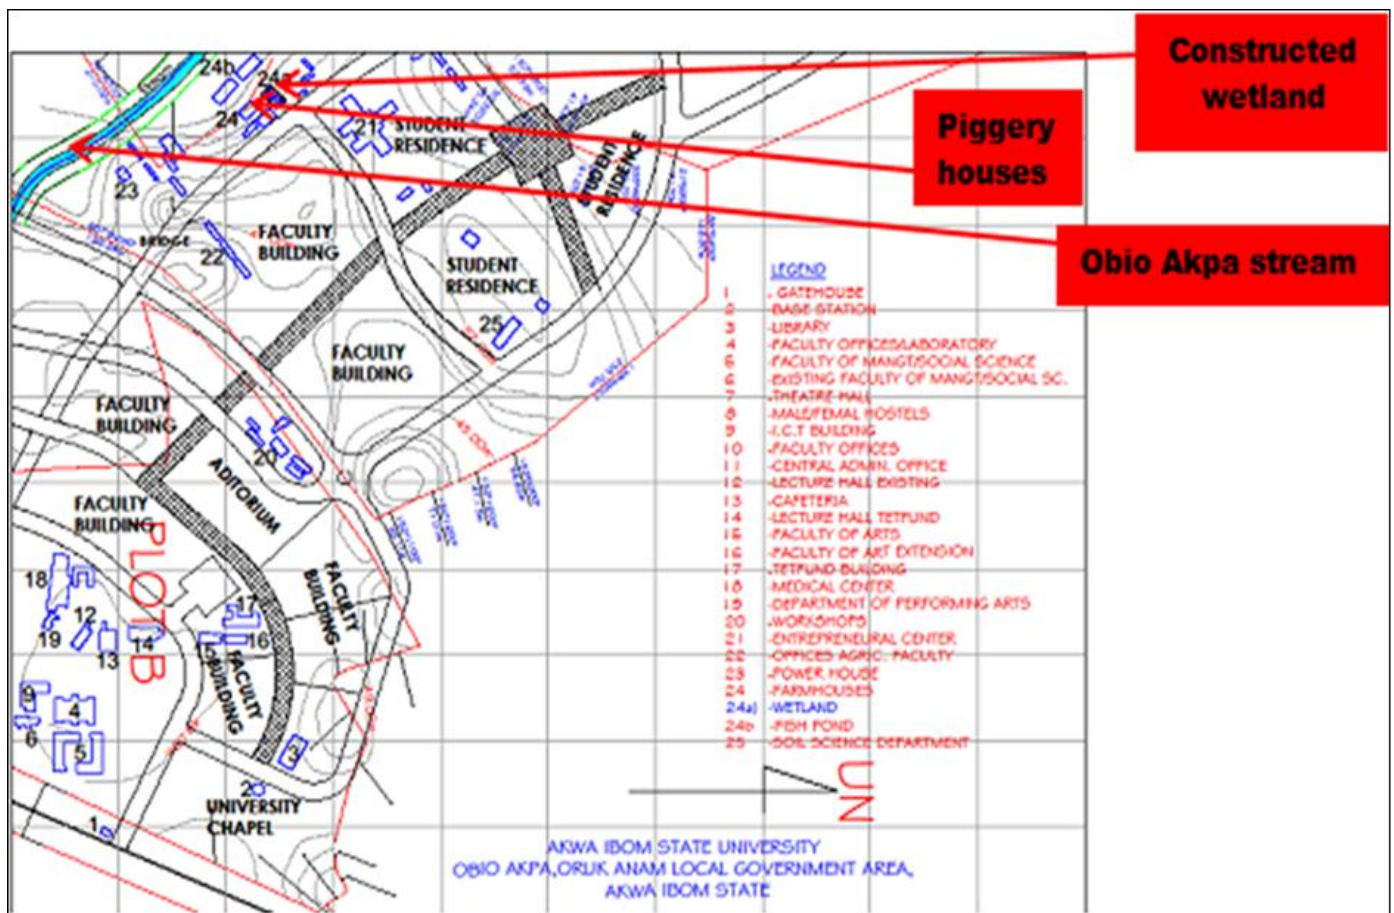 Constructed
wetland
Piggery
houses
Obio Akpa stream
24b
24a
24
21
STUDENT
RESIDENCE
STUDENT
RESIDENCE
23
BRIDGE
22
FACULTY
BUILDING
STUDENT
RESIDENCE
25
FACULTY
BUILDING
FACULTY
BUILDING
20
ADITORIUM
FACULTY
BUILDING
PLOT B
FACULTY
BUILDING
18
12
19
13
14
17
16
FACULTY
BUILDING
9
4
6
5
3
2
UNIVERSITY
CHAPEL
1
LEGEND
1 - GATEHOUSE
2 -BASE STATION
3 -LIBRARY
4 -FACULTY OFFICES/LABORATORY
5 -FACULTY OF MANGT/SOCIAL SCIENCE
6 -EXISTING FACULTY OF MANGT/SOCIAL SC.
7 -THEATRE HALL
8 -MALE/FEMAL HOSTELS
9 -I.C.T BUILDING
10 -FACULTY OFFICES
11 -CENTRAL ADMIN. OFFICE
12 -LECTURE HALL EXISTING
13 -CAFETERIA
14 -LECTURE HALL TETFUND
15 -FACULTY OF ARTS
16 -FACULTY OF ART EXTENSION
17 -TETFUND BUILDING
18 -MEDICAL CENTER
19 -DEPARTMENT OF PERFORMING ARTS
20 -WORKSHOPS
21 -ENTREPRENEURAL CENTER
22 -OFFICES AGRIC. FACULTY
23 -POWER HOUSE
24 -FARMHOUSES
24a) -WETLAND
24b -FISH POND
25 -SOIL SCIENCE DEPARTMENT
UN
AKWA IBOM STATE UNIVERSITY
OBIO AKPA,ORUK ANAM LOCAL GOVERNMENT AREA,
AKWA IBOM STATE